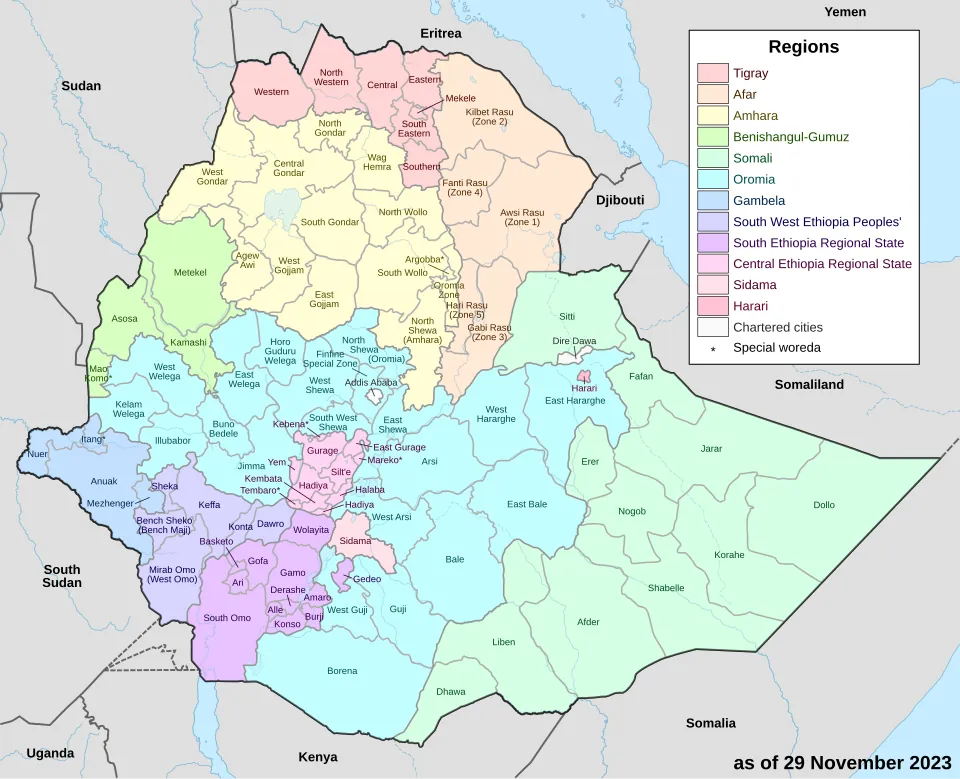 Yemen
Eritrea
Sudan
Djibouti
Somaliland
Somalia
Kenya
Uganda
South
Sudan
Regions
Tigray
Afar
Amhara
Benishangul-Gumuz
Somali
Oromia
Gambela
South West Ethiopia Peoples'
South Ethiopia Regional State
Central Ethiopia Regional State
Sidama
Harari
Chartered cities
* Special woreda
Western
North
Western
Central
Eastern
Mekele
South
Eastern
Southern
Kilbet Rasu
(Zone 2)
Fanti Rasu
(Zone 4)
Awsi Rasu
(Zone 1)
Hari Rasu
(Zone 5)
Gabi Rasu
(Zone 3)
North
Gondar
West
Gondar
Central
Gondar
Wag
Hemra
South Gondar
North Wollo
Agew
Awi
West
Gojjam
East
Gojjam
Argobba*
South Wollo
Oromia
Zone
North
Shewa
(Amhara)
Metekel
Asosa
Kamashi
Mao
Komo*
Sitti
Dire Dawa
Harari
East Hararghe
Fafan
Jarar
Erer
Nogob
Dollo
Korahe
Shabelle
Afder
Liben
Dhawa
West
Welega
Kelam
Welega
East
Welega
Horo
Guduru
Welega
Finfine
Special Zone
North
Shewa
(Oromia)
Addis Ababa
West
Shewa
South West
Shewa
East
Shewa
Buno
Bedele
Illubabor
Jimma
Arsi
West
Hararghe
East Bale
Bale
West Arsi
West Guji
Guji
Borena
Itang*
Nuer
Anuak
Mezhenger
Sheka
Keffa
Bench Sheko
(Bench Maji)
Mirab Omo
(West Omo)
Konta
Dawro
Kebena*
Gurage
East Gurage
Mareko*
Yem
Silt'e
Kembata
Tembaro*
Hadiya
Halaba
Hadiya
Wolayita
Sidama
Basketo
Gofa
Ari
Gamo
Gedeo
Derashe
Amaro
Alle
Konso
Burji
South Omo
as of 29 November 2023